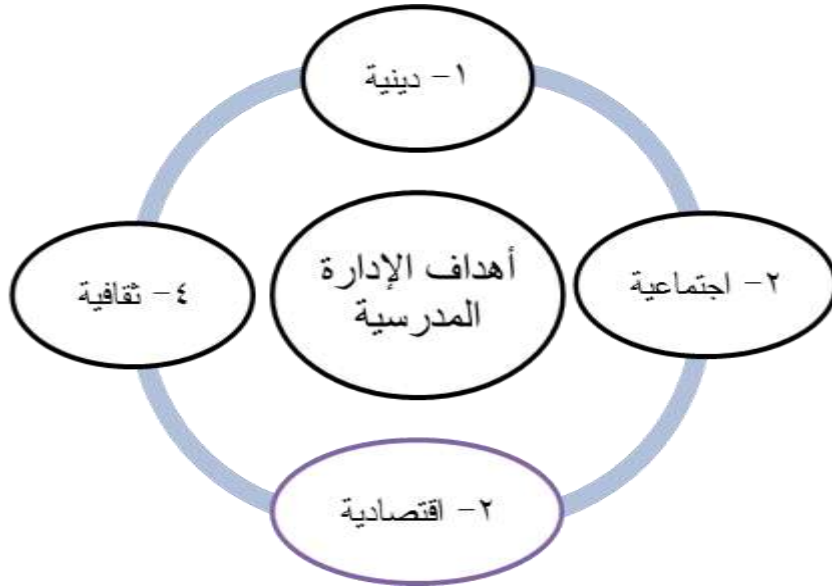 ١- دينية
أهداف الإدارة
المدرسية
٢- اجتماعية
٢- اقتصادية
٤- ثقافية